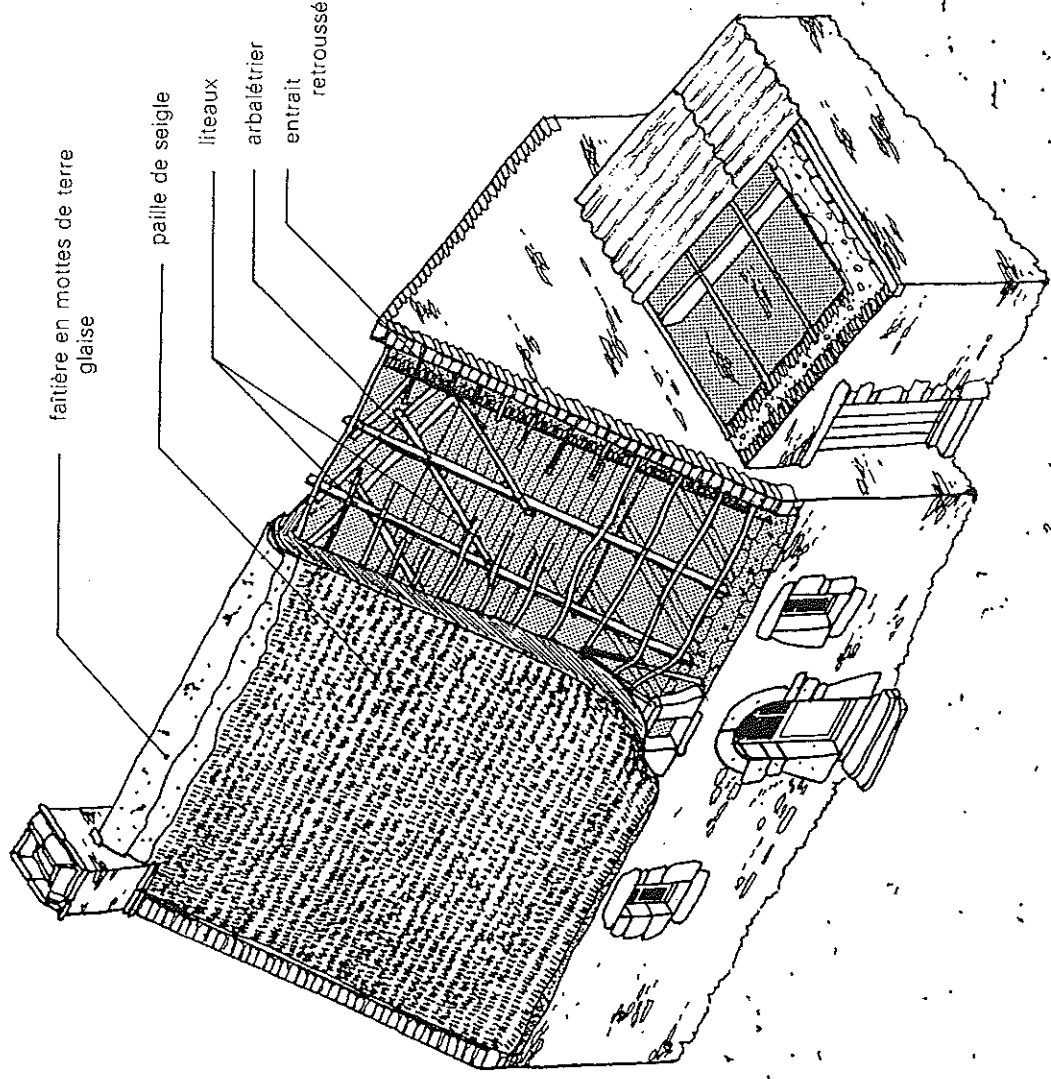 faîtière en mottes de terre
glaise
paille de seigle
liteaux
arbalétrier
entrait
retroussé